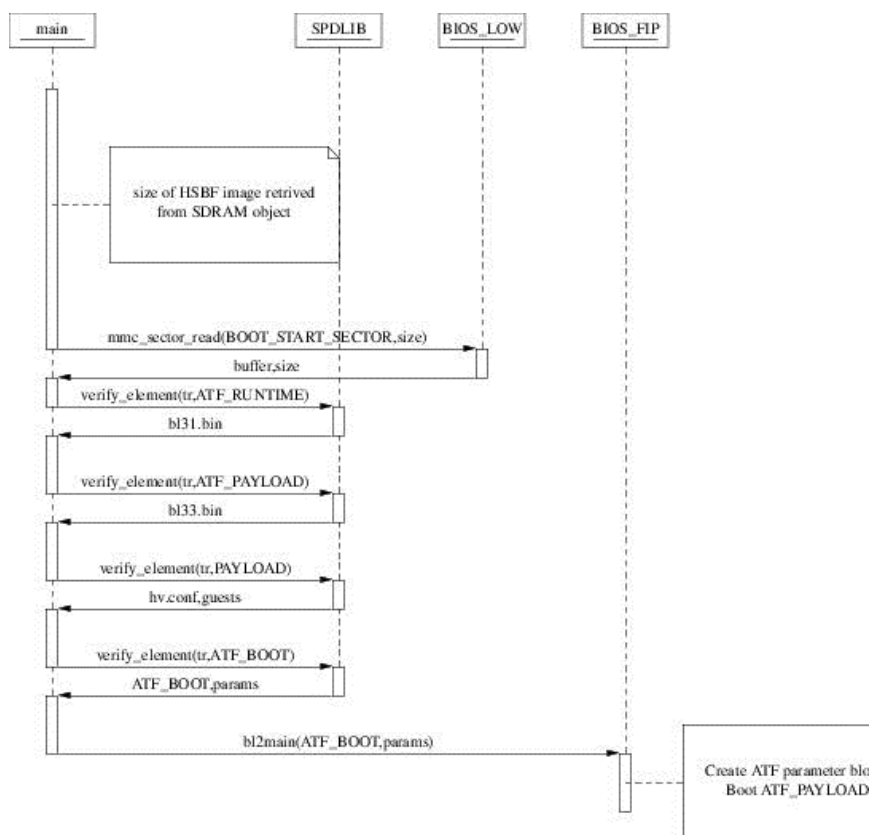 main
SPDLIB
BIOS_LOW
BIOS_FIP
size of HSBF image retrived
from SDRAM object
mmc_sector_read(BOOT_START_SECTOR,size)
buffer,size
verify_element(tr,ATF_RUNTIME)
bl31.bin
verify_element(tr,ATF_PAYLOAD)
bl33.bin
verify_element(tr,PAYLOAD)
hv.conf,guests
verify_element(tr,ATF_BOOT)
ATF_BOOT,params
bl2main(ATF_BOOT,params)
Create ATF parameter blo
Boot ATF_PAYLOAD